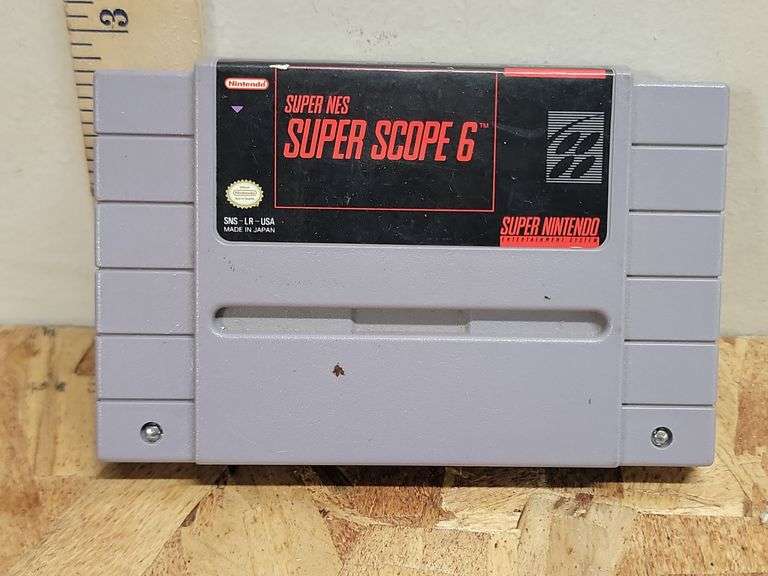 3
Nintendo
SUPER NES
SUPER SCOPE 6™
SNS-LR-USA
MADE IN JAPAN
SUPER NINTENDO
ENTERTAINMENT SYSTEM